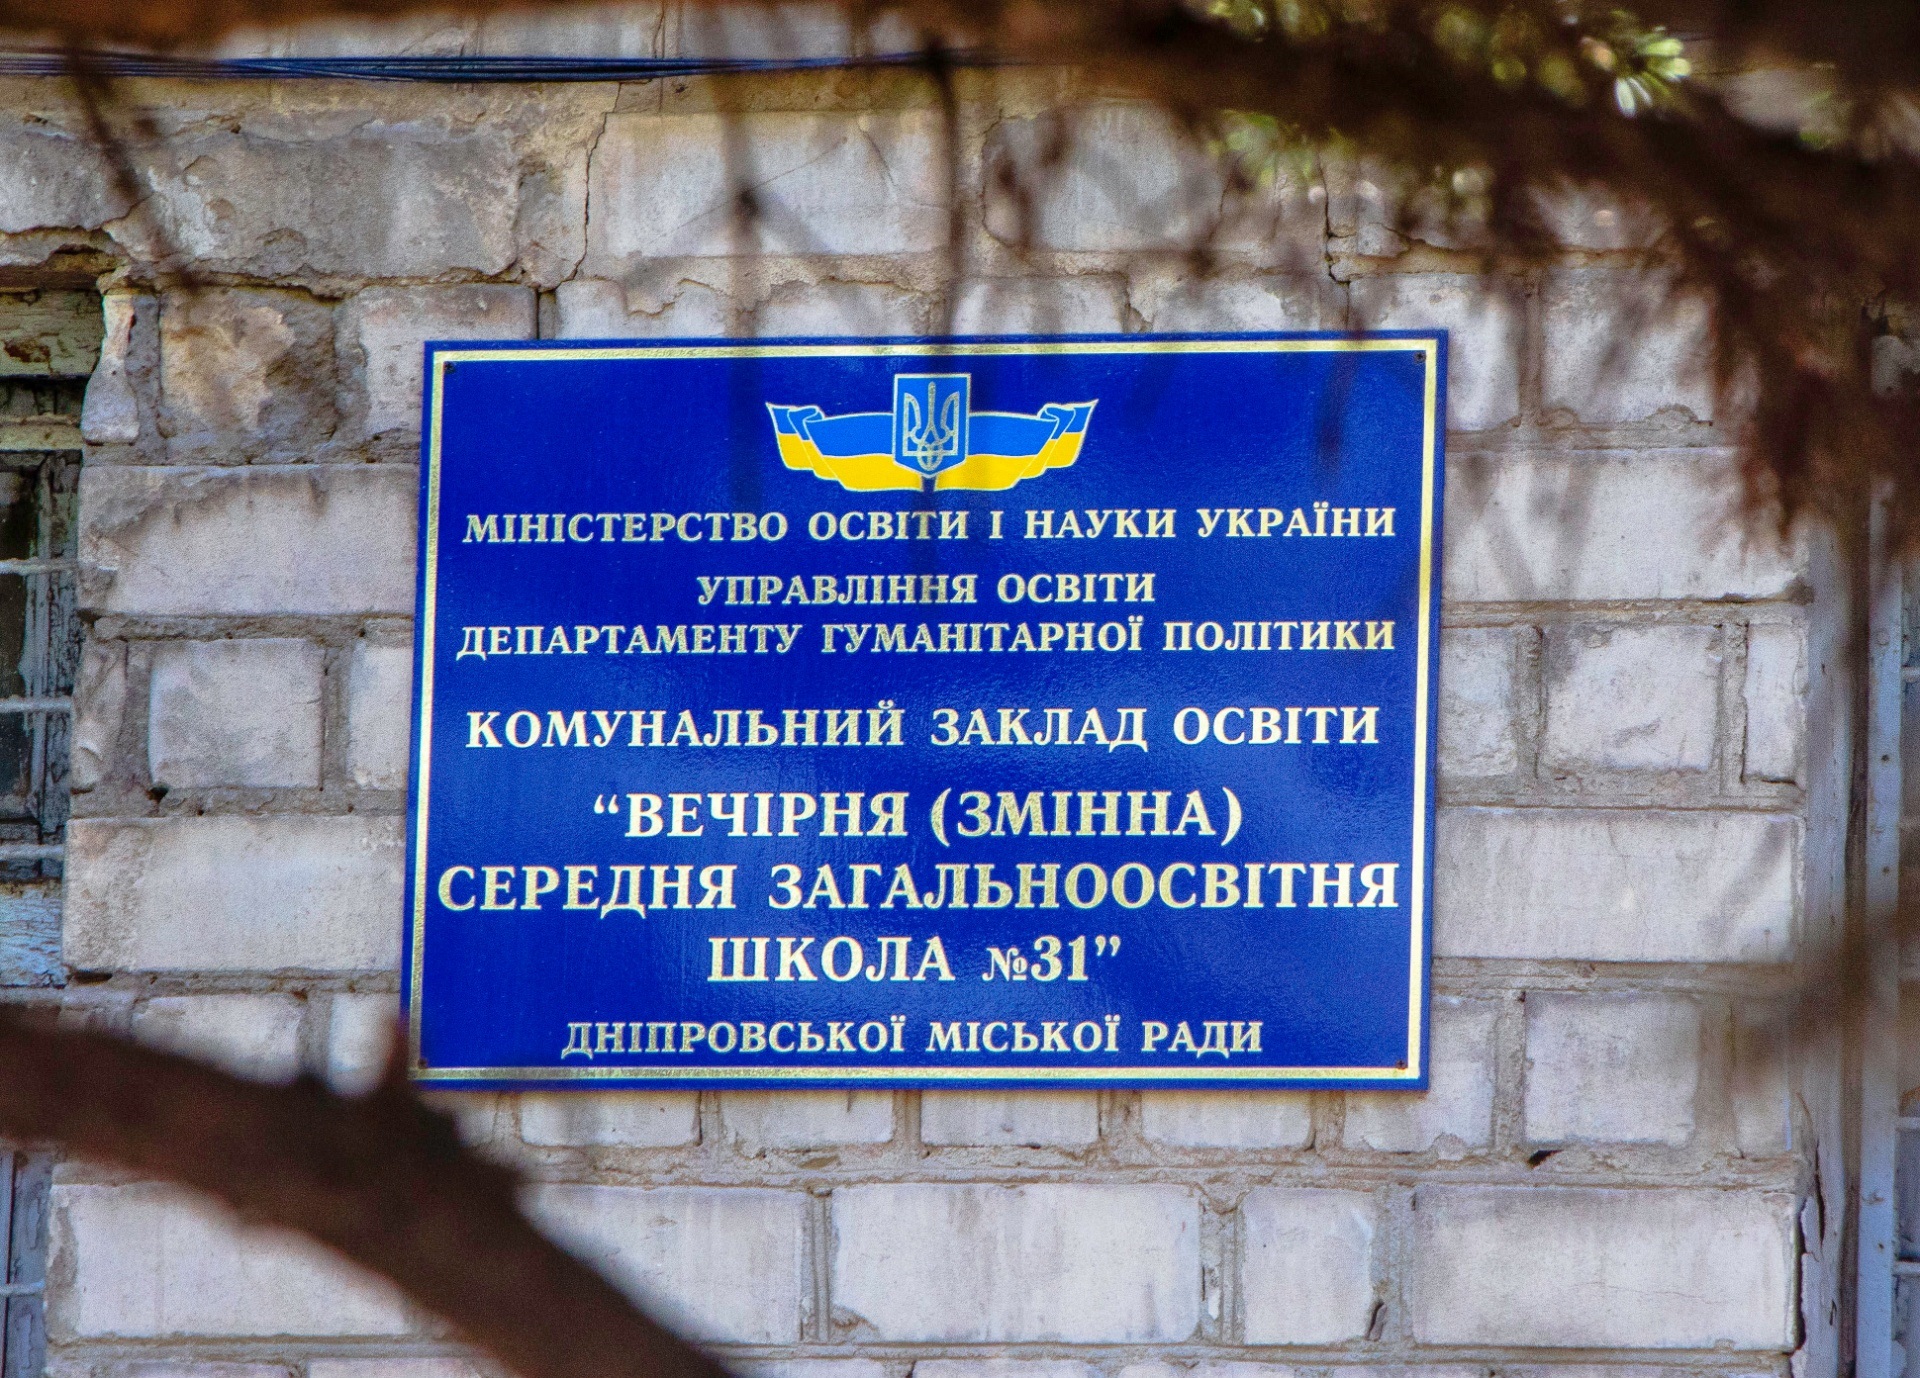 МІНІСТЕРСТВО ОСВІТИ І НАУКИ УКРАЇНИ
УПРАВЛІННЯ ОСВІТИ
ДЕПАРТАМЕНТУ ГУМАНІТАРНОЇ ПОЛІТИКИ
КОМУНАЛЬНИЙ ЗАКЛАД ОСВІТИ
“ВЕЧІРНЯ (ЗМІННА)
СЕРЕДНЯ ЗАГАЛЬНООСВІТНЯ
ШКОЛА №31”
ДНІПРОВСЬКОЇ МІСЬКОЇ РАДИ